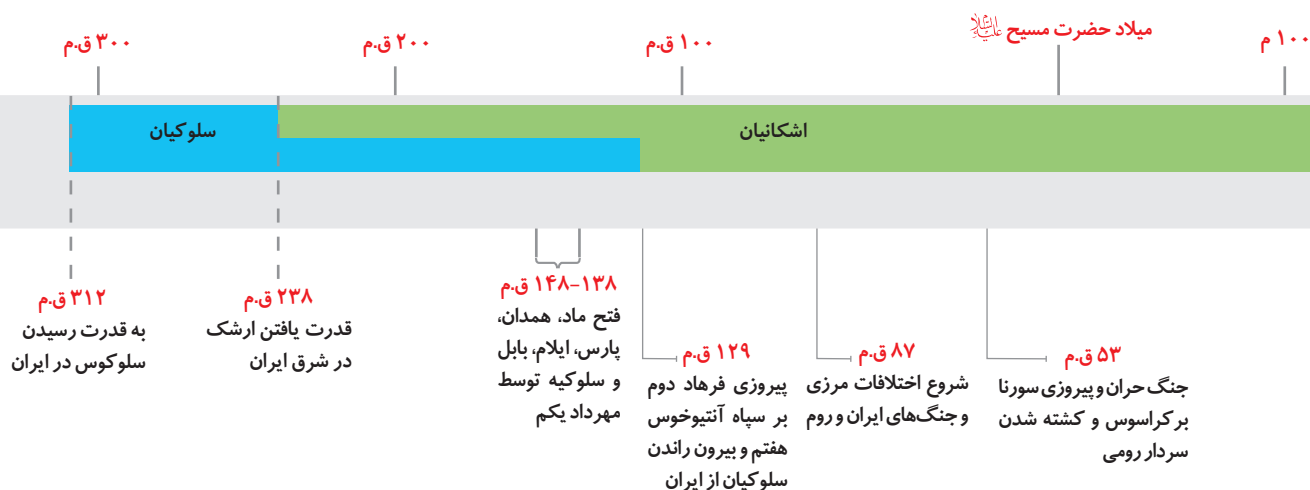 ۳۰۰ ق.م
۲۰۰ ق.م
۱۰۰ ق.م
میلاد حضرت مسیح علیه‌السلام
۱۰۰ م
سلوکیان
اشکانیان
۳۱۲ ق.م
به قدرت رسیدن
سلوکوس در ایران
۲۳۸ ق.م
قدرت یافتن ارشک
در شرق ایران
۱۴۸-۱۳۸ ق.م
فتح ماد، همدان،
پارس، ایلام، بابل
و سلوکیه توسط
مهرداد یکم
۱۲۹ ق.م
پیروزی فرهاد دوم
بر سپاه آنتیوخوس
هفتم و بیرون راندن
سلوکیان از ایران
۸۷ ق.م
شروع اختلافات مرزی
و جنگ‌های ایران و روم
۵۳ ق.م
جنگ حران و پیروزی سورنا
بر کراسوس و کشته شدن
سردار رومی